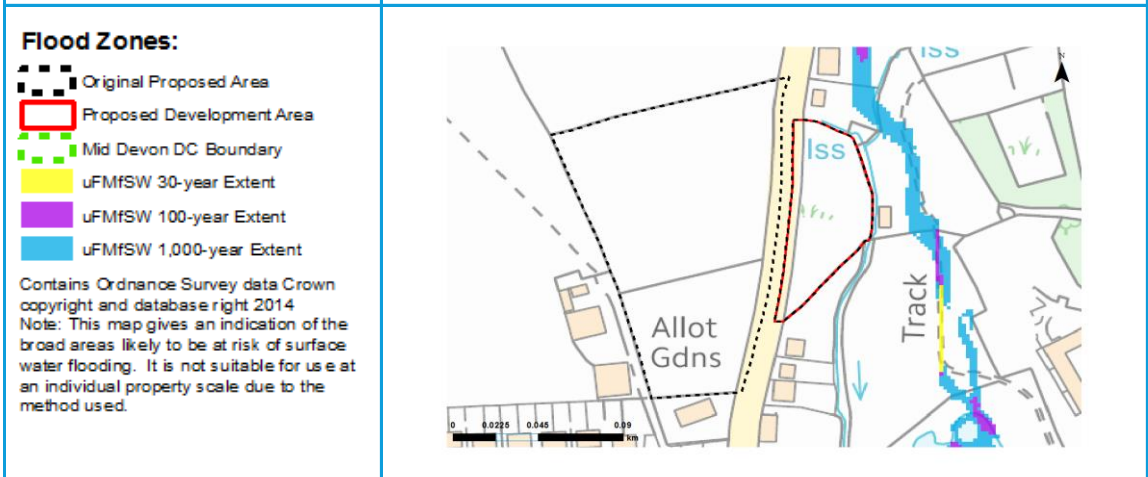 Flood Zones:
Original Proposed Area
Proposed Development Area
Mid Devon DC Boundary
uFMfSW 30-year Extent
uFMfSW 100-year Extent
uFMfSW 1,000-year Extent
Contains Ordnance Survey data Crown
copyright and database right 2014
Note: This map gives an indication of the
broad areas likely to be at risk of surface
water flooding. It is not suitable for use at
an individual property scale due to the
method used.
Iss
N
Iss
Track
Allot
Gdns
0 0.0225 0.045 0.09
km